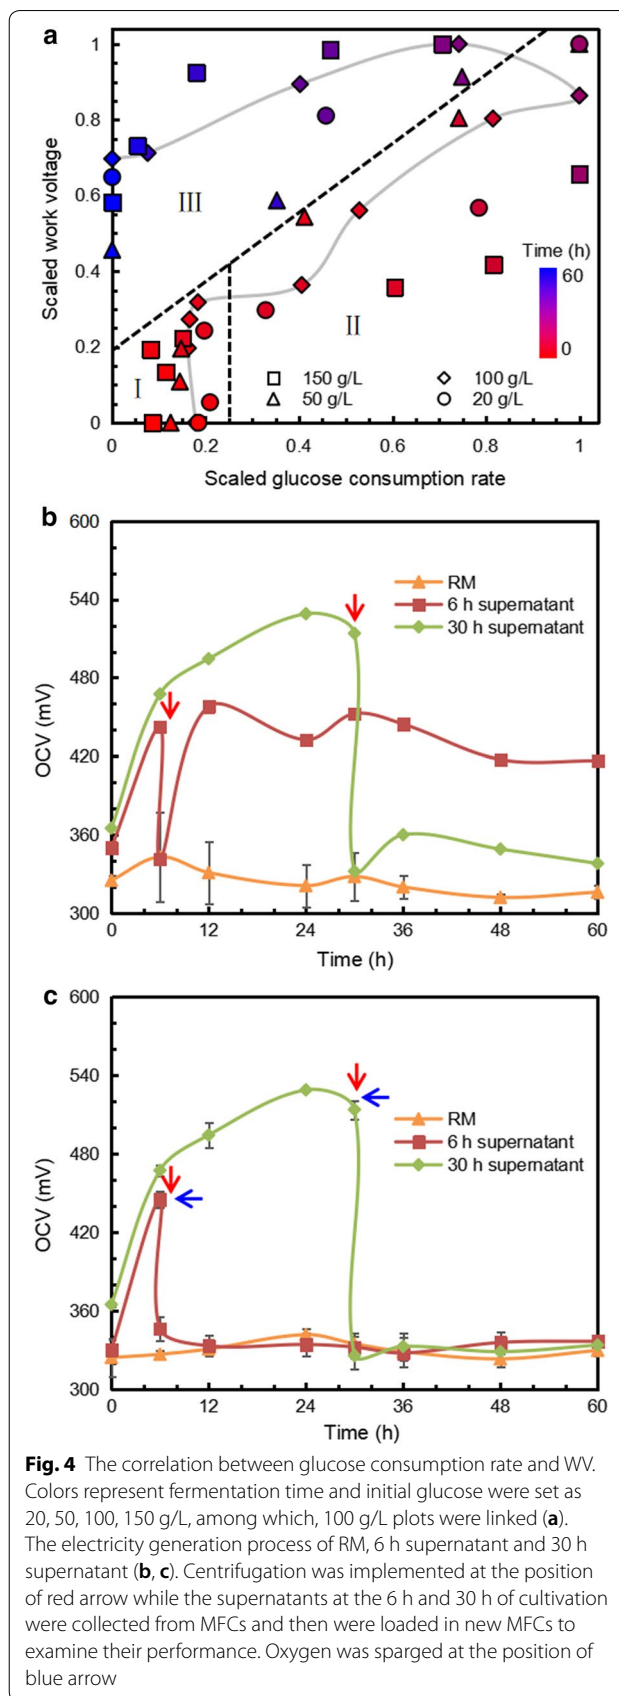 a
1
0.8
0.6
0.4
0.2
0
Scaled work voltage
III
II
I
Time (h)
60
0
150 g/L
100 g/L
50 g/L
20 g/L
0 0.2 0.4 0.6 0.8 1
Scaled glucose consumption rate
b
600
540
480
420
360
300
OCV (mV)
RM
6 h supernatant
30 h supernatant
0 12 24 36 48 60
Time (h)
c
600
540
480
420
360
300
OCV (mV)
RM
6 h supernatant
30 h supernatant
0 12 24 36 48 60
Time (h)
Fig. 4 The correlation between glucose consumption rate and WV.
Colors represent fermentation time and initial glucose were set as
20, 50, 100, 150 g/L, among which, 100 g/L plots were linked (a).
The electricity generation process of RM, 6 h supernatant and 30 h
supernatant (b, c). Centrifugation was implemented at the position
of red arrow while the supernatants at the 6 h and 30 h of cultivation
were collected from MFCs and then were loaded in new MFCs to
examine their performance. Oxygen was sparged at the position of
blue arrow